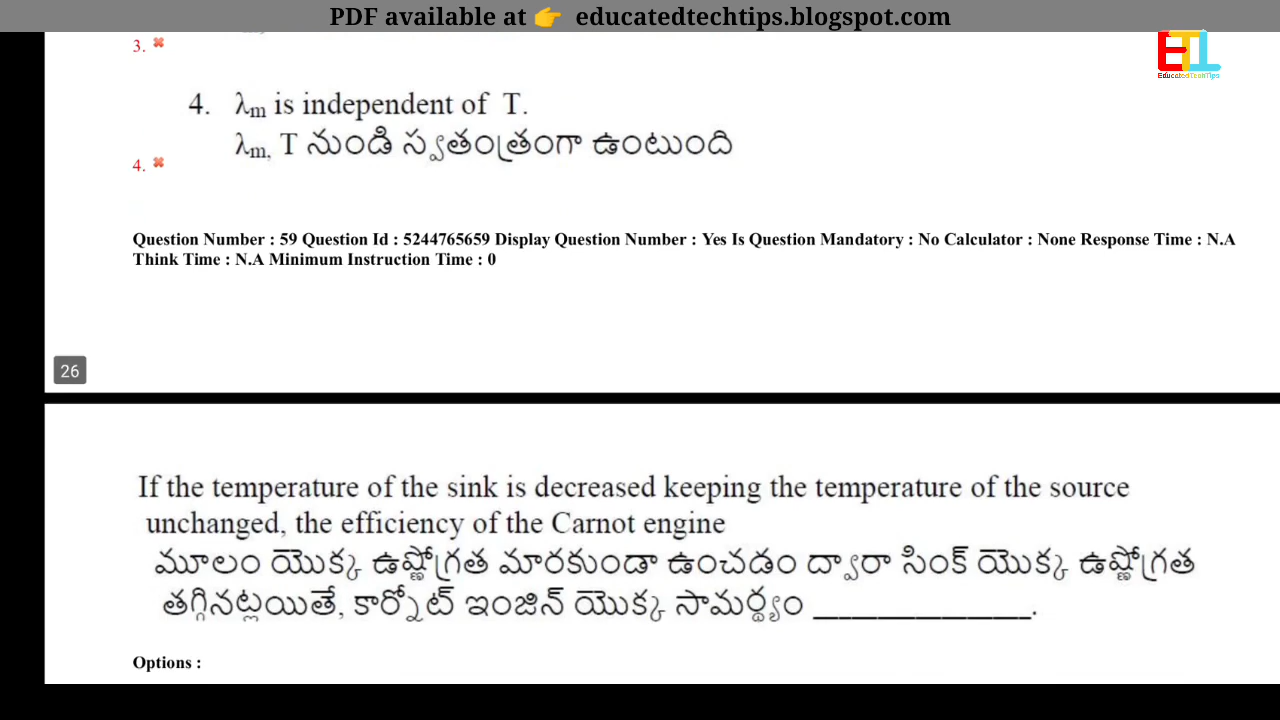 PDF available at 👉 educatedtechtips.blogspot.com
3.
ETL
EducatedTechTips
4. λm is independent of T.
λm, T నుండి స్వతంత్రంగా ఉంటుంది
4.
Question Number : 59 Question Id : 5244765659 Display Question Number : Yes Is Question Mandatory : No Calculator : None Response Time : N.A
Think Time : N.A Minimum Instruction Time : 0
26
If the temperature of the sink is decreased keeping the temperature of the source
unchanged, the efficiency of the Carnot engine
మూలం యొక్క ఉష్ణోగ్రత మారకుండా ఉంచడం ద్వారా సింక్ యొక్క ఉష్ణోగ్రత
తగ్గినట్లయితే, కార్నోట్ ఇంజిన్ యొక్క సామర్థ్యం _______________.
Options :